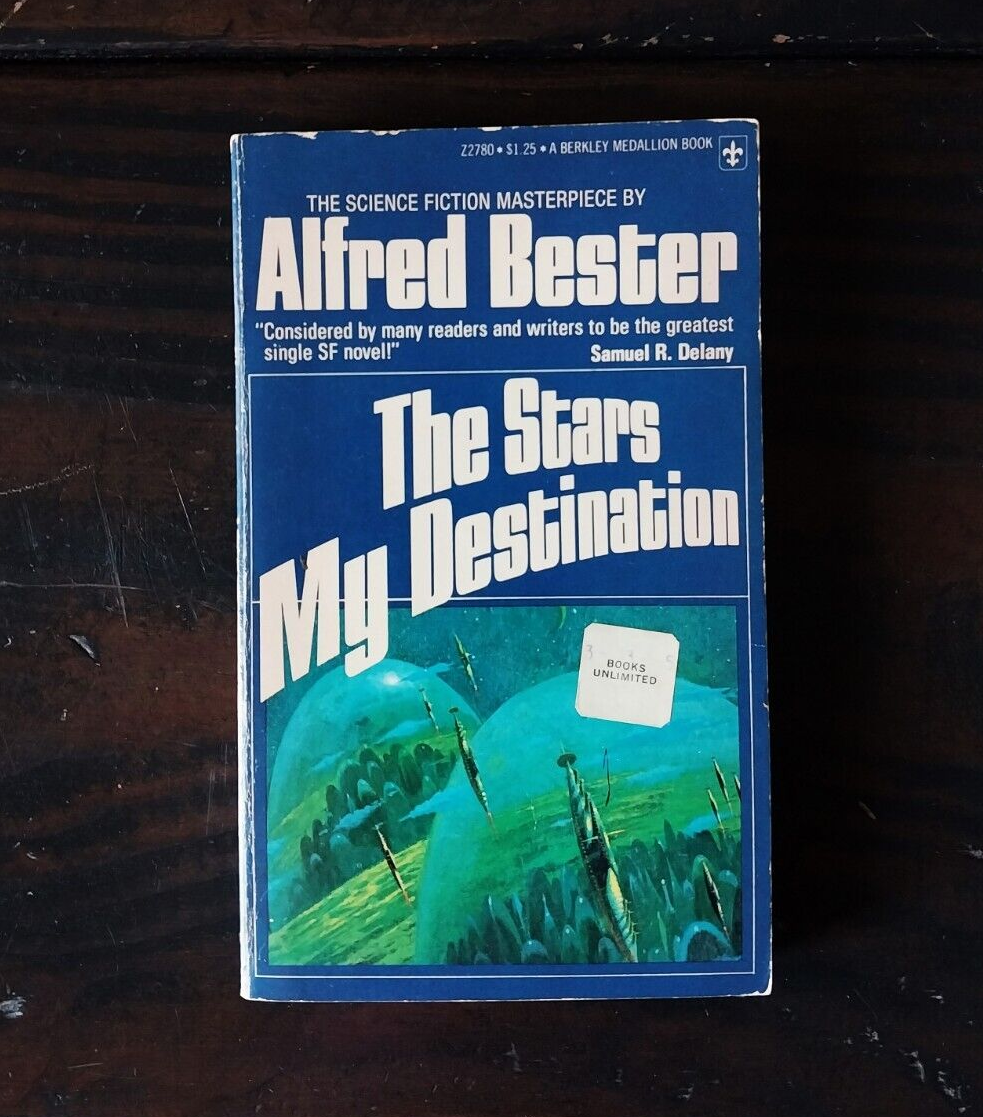 Z2780 • $1.25 • A BERKLEY MEDALLION BOOK
THE SCIENCE FICTION MASTERPIECE BY
Alfred Bester
"Considered by many readers and writers to be the greatest
single SF novel!"
Samuel R. Delany
The Stars
My Destination
BOOKS
UNLIMITED